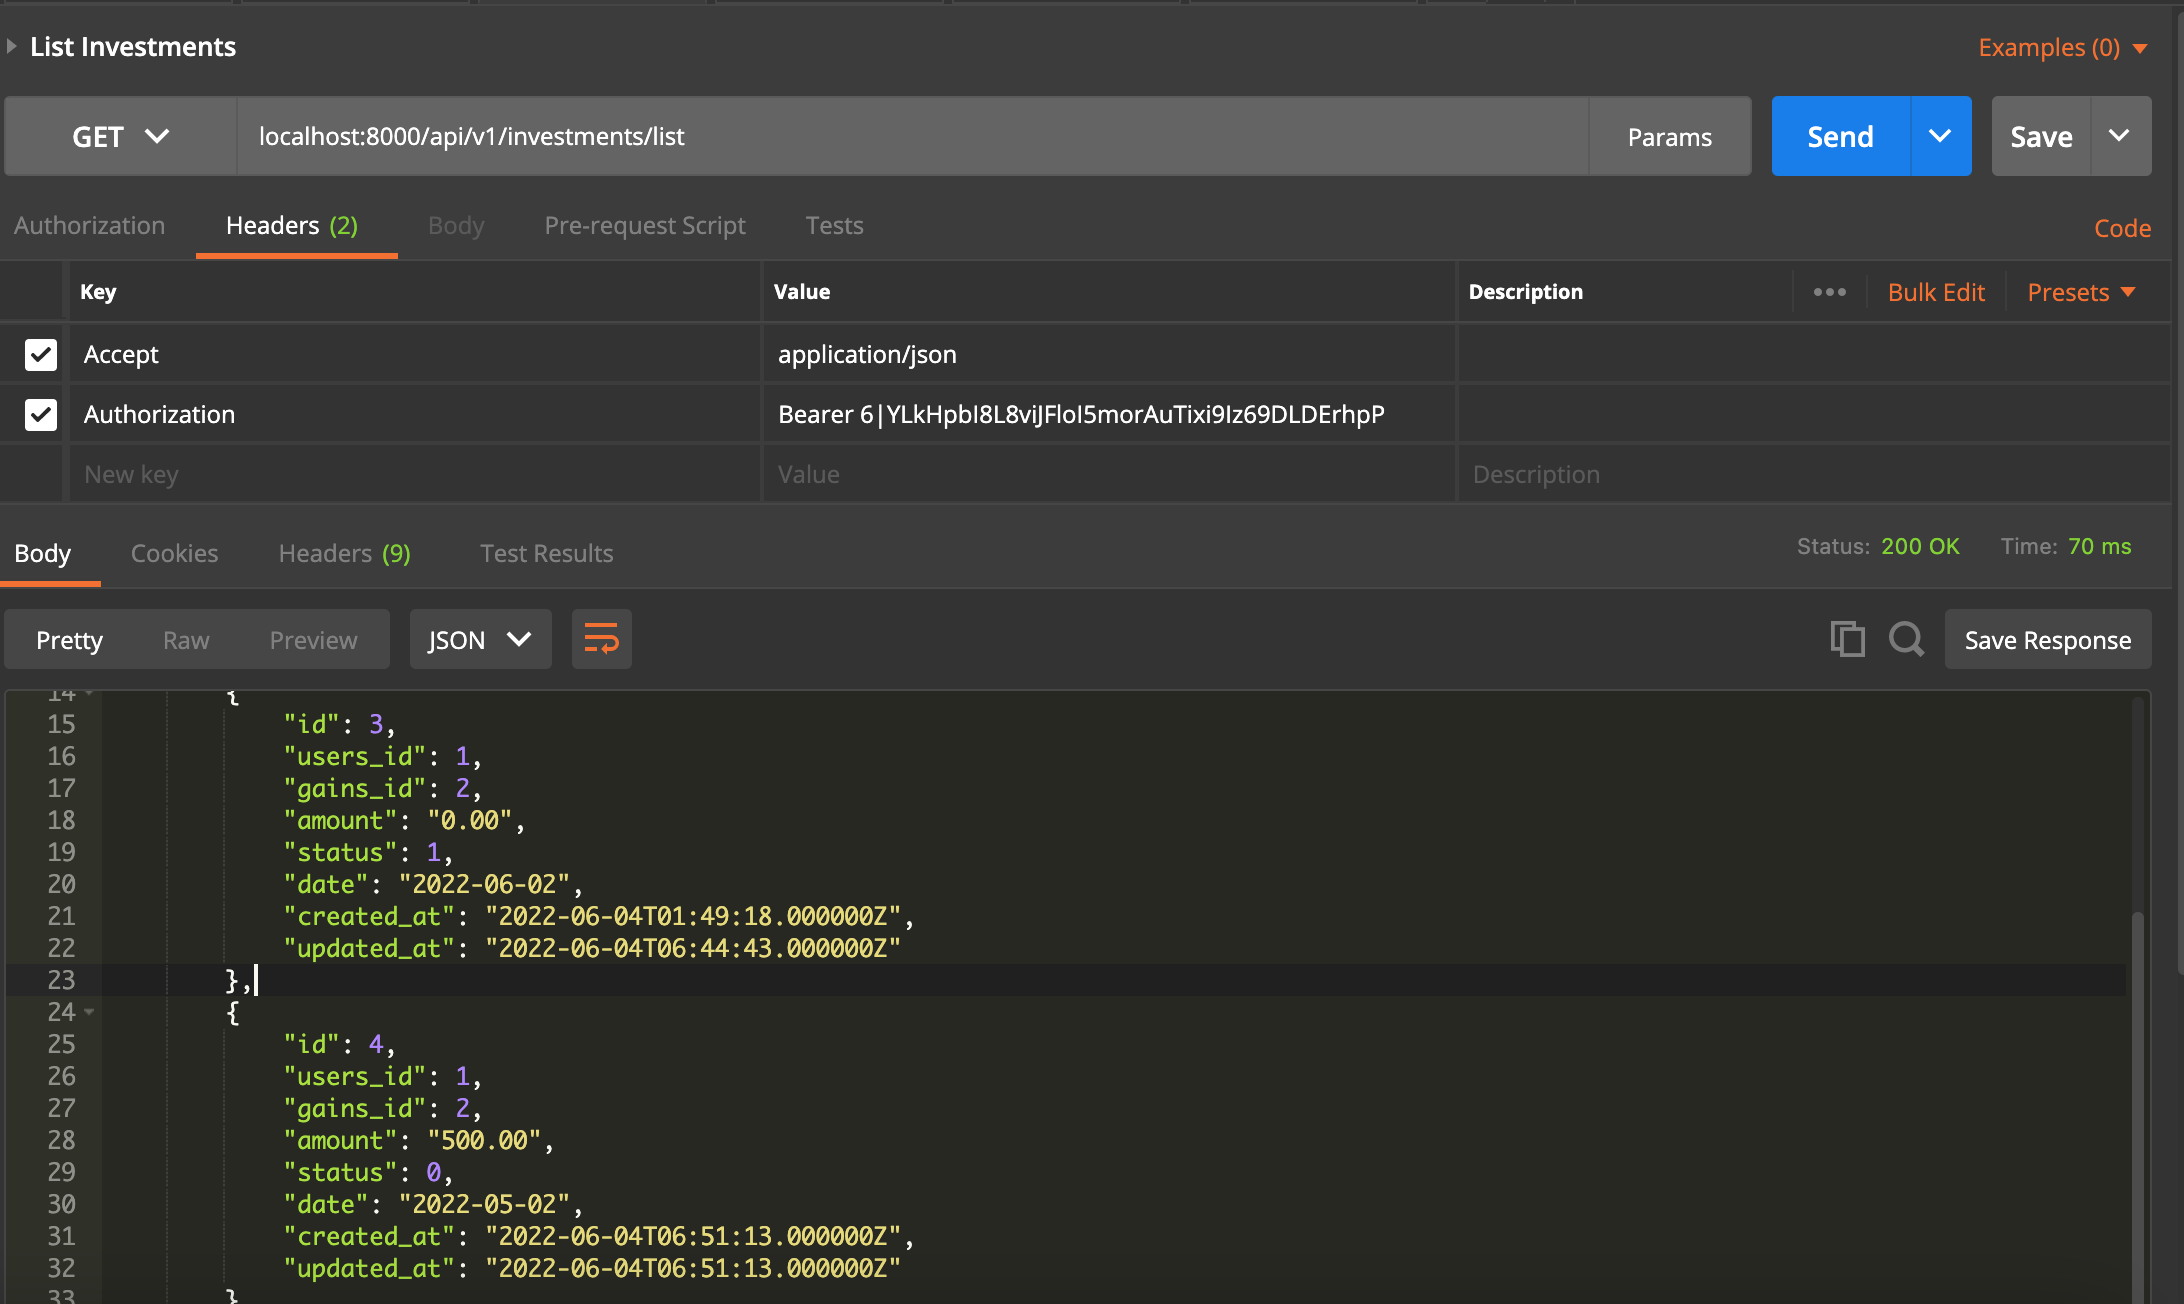 List Investments
Examples (0)
GET
localhost:8000/api/v1/investments/list
Params
Send
Save
Authorization
Headers (2)
Body
Pre-request Script
Tests
Code
Key
Value
Description
Bulk Edit
Presets
Accept
application/json
Authorization
Bearer 6|YLkHpbI8L8viJFloI5morAuTixi9Iz69DLDErhpP
New key
Value
Description
Body
Cookies
Headers (9)
Test Results
Status: 200 OK
Time: 70 ms
Pretty
Raw
Preview
JSON
Save Response
14 {
15 "id": 3,
16 "users_id": 1,
17 "gains_id": 2,
18 "amount": "0.00",
19 "status": 1,
20 "date": "2022-06-02",
21 "created_at": "2022-06-04T01:49:18.000000Z",
22 "updated_at": "2022-06-04T06:44:43.000000Z"
23 },
24 {
25 "id": 4,
26 "users_id": 1,
27 "gains_id": 2,
28 "amount": "500.00",
29 "status": 0,
30 "date": "2022-05-02",
31 "created_at": "2022-06-04T06:51:13.000000Z",
32 "updated_at": "2022-06-04T06:51:13.000000Z"
33 }